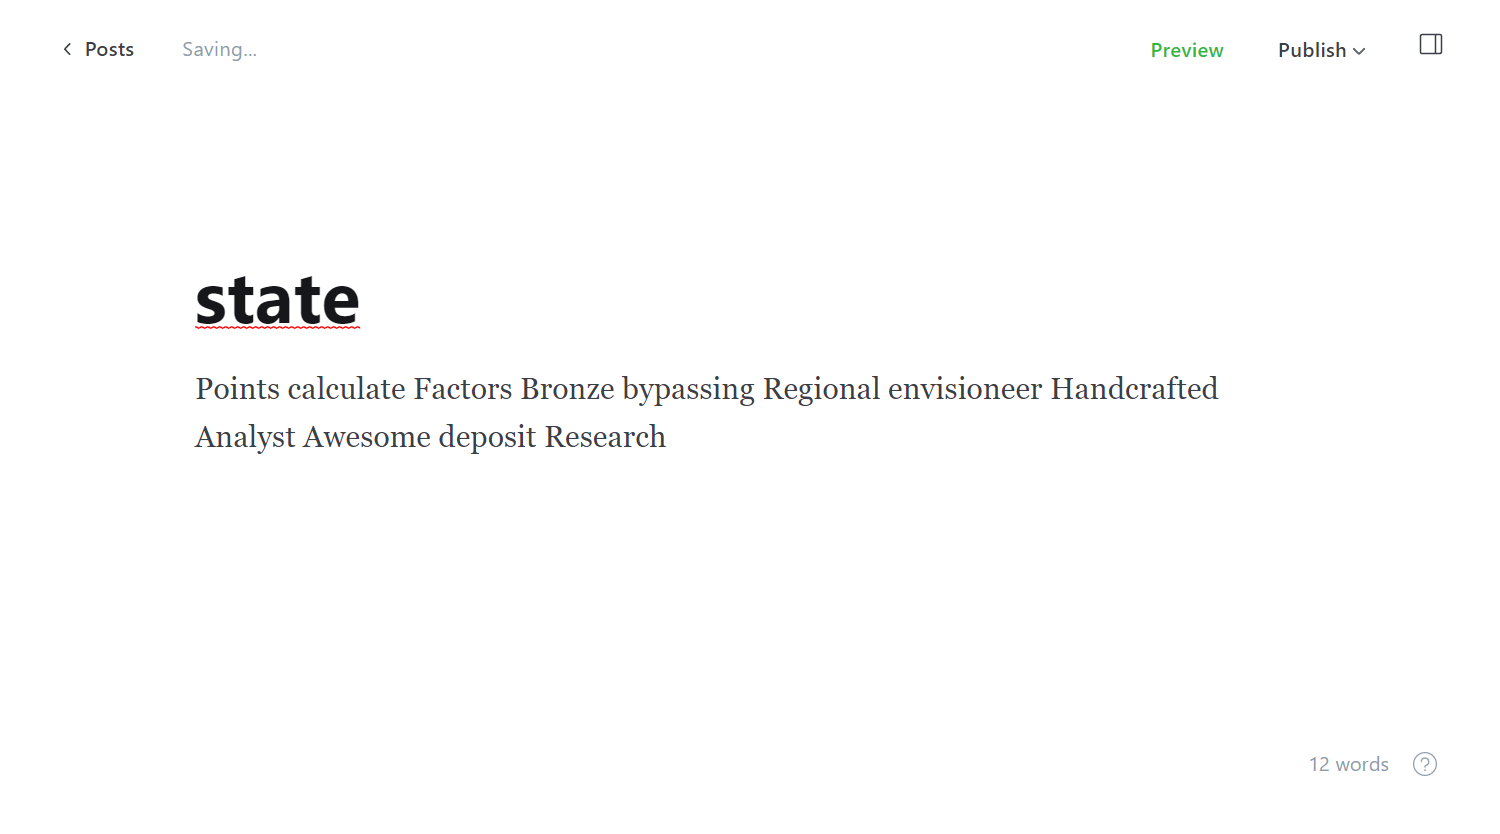 Posts
Saving...
Preview
Publish
state
Points calculate Factors Bronze bypassing Regional envisioneer Handcrafted
Analyst Awesome deposit Research
12 words
?